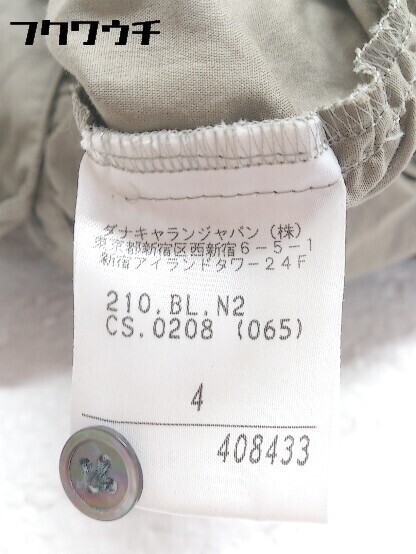 フクワウチ
ダナキャランジャパン(株)
東京都新宿区西新宿6-5-1
新宿アイランドタワー24F
210.BL.N2
CS.0208 (065)
4
408433